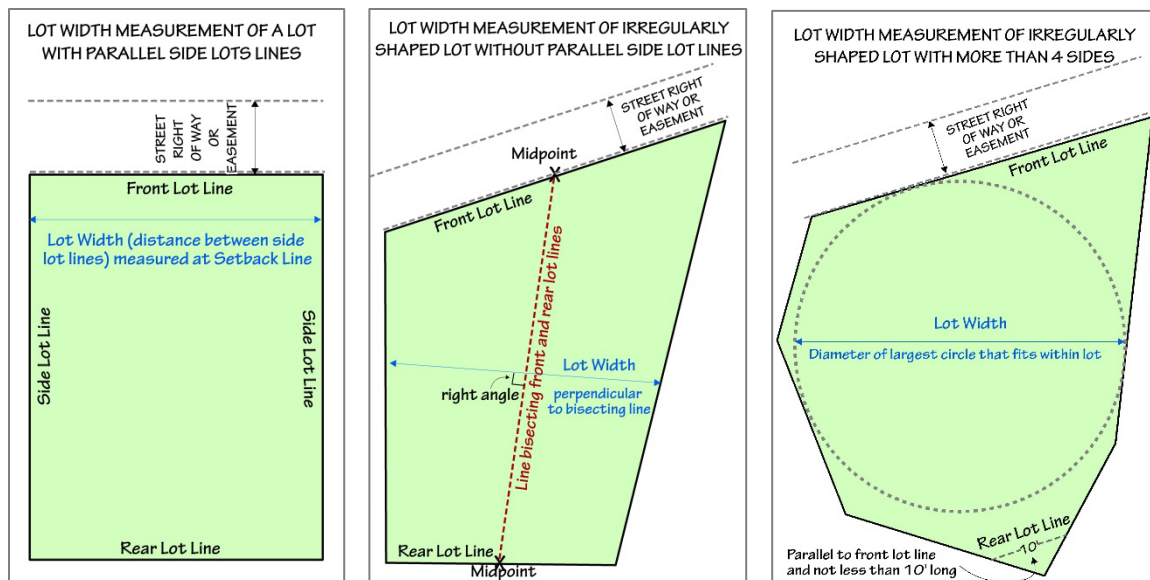 LOT WIDTH MEASUREMENT OF A LOT
WITH PARALLEL SIDE LOTS LINES
STREET
RIGHT
OF WAY OR
OR
EASEMENT
Front Lot Line
Lot Width (distance between side
lot lines) measured at Setback Line
Side Lot Line
Side Lot Line
Rear Lot Line
LOT WIDTH MEASUREMENT OF IRREGULARLY
SHAPED LOT WITHOUT PARALLEL SIDE LOT LINES
STREET RIGHT
OF WAY OR
EASEMENT
Midpoint
Front Lot Line
Line bisecting front and rear lot lines
Lot Width
right angle
perpendicular
to bisecting line
Rear Lot Line
Midpoint
LOT WIDTH MEASUREMENT OF IRREGULARLY
SHAPED LOT WITH MORE THAN 4 SIDES
STREET RIGHT
OF WAY OR
EASEMENT
Front Lot Line
Lot Width
Diameter of largest circle that fits within lot
Rear Lot Line
10'
Parallel to front lot line
and not less than 10' long